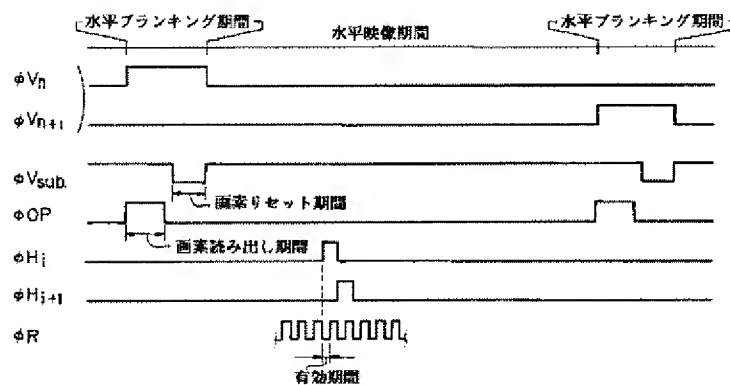 水平ブランキング期間
水平映像期間
水平ブランキング期間
φVn
φVn+1
φVsub.
画素リセット期間
φOP
画素読み出し期間
φHi
φHi+1
φR
有効期間